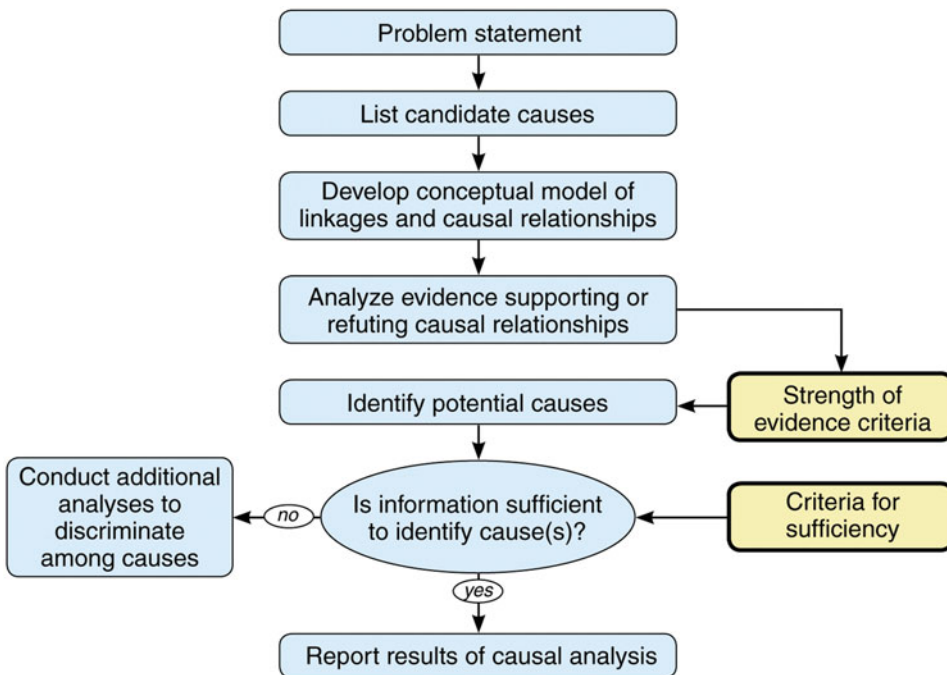 Problem statement
List candidate causes
Develop conceptual model of
linkages and causal relationships
Analyze evidence supporting or
refuting causal relationships
Strength of
evidence criteria
Identify potential causes
Is information sufficient
to identify cause(s)?
Criteria for
sufficiency
no
Conduct additional
analyses to
discriminate
among causes
yes
Report results of causal analysis